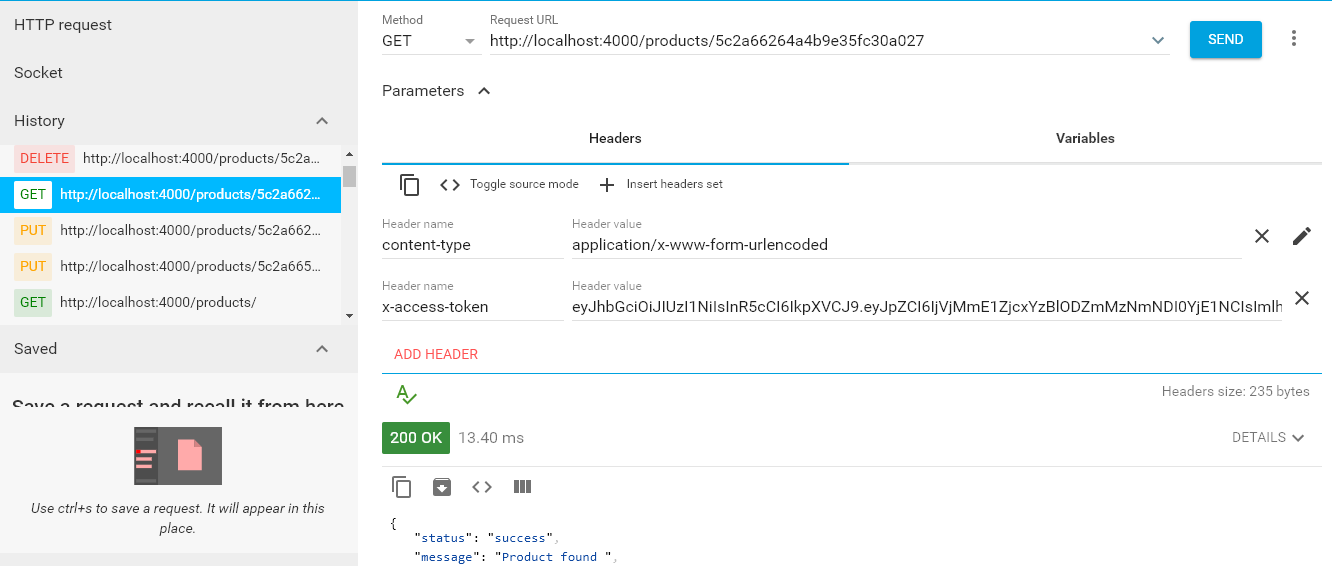 HTTP request
Socket
History
DELETE http://localhost:4000/products/5c2a...
GET http://localhost:4000/products/5c2a662...
PUT http://localhost:4000/products/5c2a662...
PUT http://localhost:4000/products/5c2a665...
GET http://localhost:4000/products/
Saved
Save a request and recall it from here
Use ctrl+s to save a request. It will appear in this
place.
Method
GET
Request URL
http://localhost:4000/products/5c2a66264a4b9e35fc30a027
SEND
Parameters
Headers
Variables
Toggle source mode
Insert headers set
Header name
content-type
Header value
application/x-www-form-urlencoded
Header name
x-access-token
Header value
eyJhbGciOiJIUzI1NiIsInR5cCI6IkpXVCJ9.eyJpZCI6IjVjMmE1ZjcxYzBlODZmMzNmNDI0YjE1NCIsImlh
ADD HEADER
Headers size: 235 bytes
200 OK 13.40 ms
DETAILS
{
"status": "success",
"message": "Product found ",